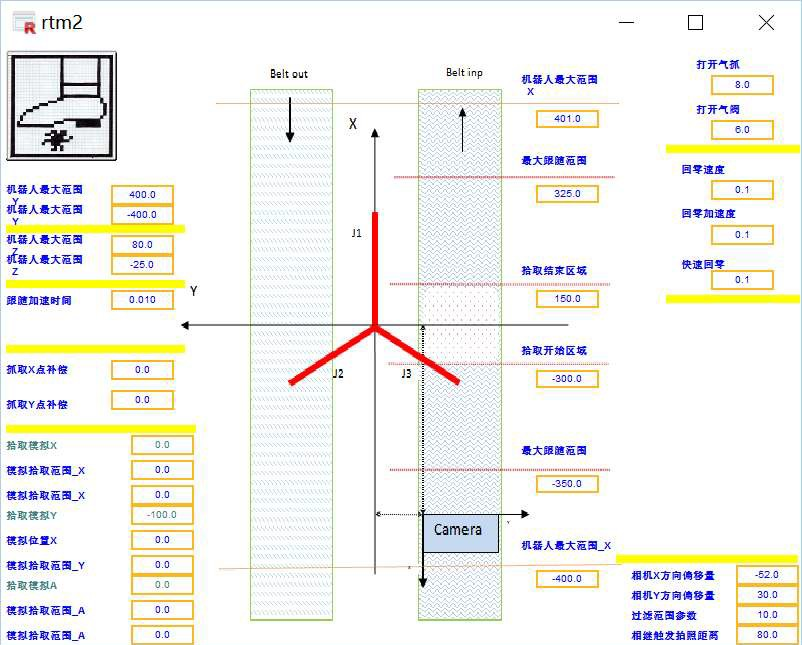 rtm2
Belt out
Belt inp
X
Y
J1
J2
J3
Camera
机器人最大范围
Y
400.0
机器人最大范围
Y
-400.0
机器人最大范围
Z
80.0
机器人最大范围
Z
-25.0
跟随加速时间
0.010
抓取X点补偿
0.0
抓取Y点补偿
0.0
拾取模拟X
0.0
模拟拾取范围_X
0.0
模拟拾取范围_X
0.0
拾取模拟Y
-100.0
模拟位置X
0.0
模拟拾取范围_Y
0.0
拾取模拟A
0.0
模拟拾取范围_A
0.0
模拟拾取范围_A
0.0
机器人最大范围
X
401.0
最大跟随范围
325.0
拾取结束区域
150.0
拾取开始区域
-300.0
最大跟随范围
-350.0
机器人最大范围_X
-400.0
打开气抓
8.0
打开气阀
6.0
回零速度
0.1
回零加速度
0.1
快速回零
0.1
相机X方向偏移量
-52.0
相机Y方向偏移量
30.0
过滤范围参数
10.0
相继触发拍照距离
80.0